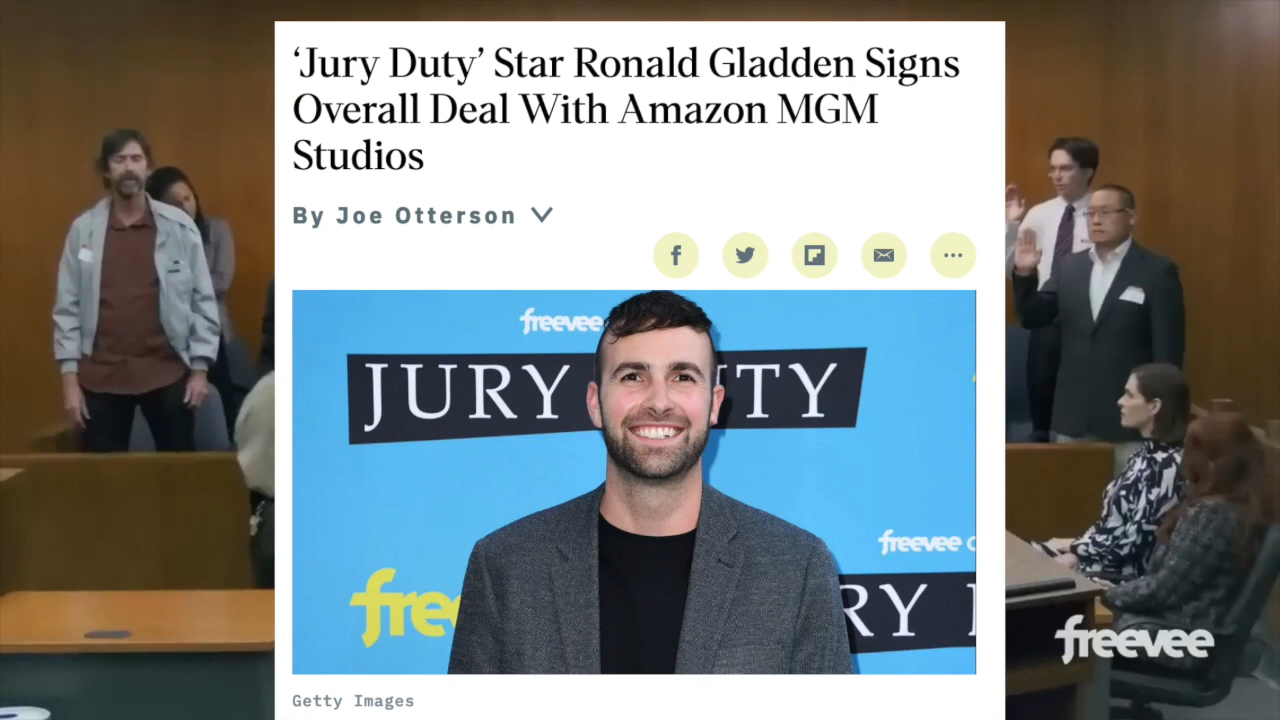 ‘Jury Duty’ Star Ronald Gladden Signs
Overall Deal With Amazon MGM
Studios
By Joe Otterson
freevee
JURY
TY
freevee
free
RY
freevee
Getty Images